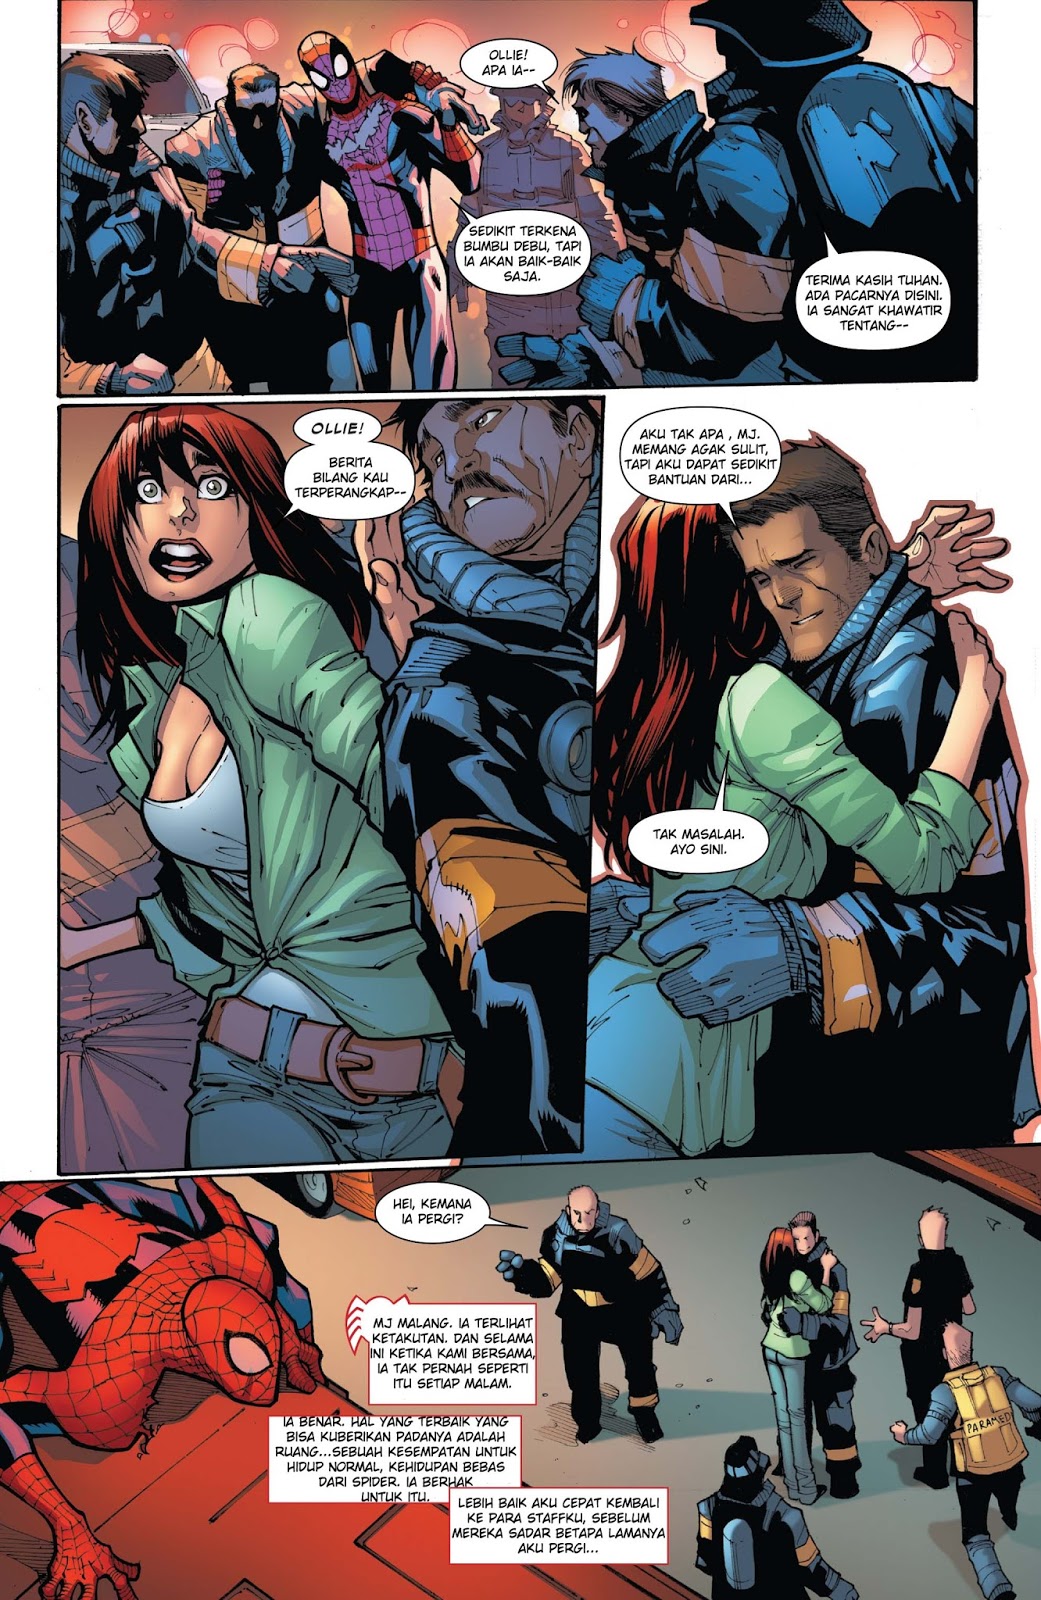 OLLIE!
APA IA--
SEDIKIT TERKENA
BUMBU DEBU, TAPI
IA AKAN BAIK-BAIK
SAJA.
TERIMA KASIH TUHAN.
ADA PACARNYA DISINI.
IA SANGAT KHAWATIR
TENTANG--
OLLIE!
BERITA
BILANG KAU
TERPERANGKAP--
AKU TAK APA , MJ.
MEMANG AGAK SULIT,
TAPI AKU DAPAT SEDIKIT
BANTUAN DARI...
TAK MASALAH.
AYO SINI.
HEI, KEMANA
IA PERGI?
MJ MALANG. IA TERLIHAT
KETAKUTAN. DAN SELAMA
INI KETIKA KAMI BERSAMA,
IA TAK PERNAH SEPERTI
ITU SETIAP MALAM.
IA BENAR. HAL YANG TERBAIK YANG
BISA KUBERIKAN PADANYA ADALAH
RUANG...SEBUAH KESEMPATAN UNTUK
HIDUP NORMAL, KEHIDUPAN BEBAS
DARI SPIDER. IA BERHAK
UNTUK ITU.
LEBIH BAIK AKU CEPAT KEMBALI
KE PARA STAFFKU, SEBELUM
MEREKA SADAR BETAPA LAMANYA
AKU PERGI...
PARAMEDI